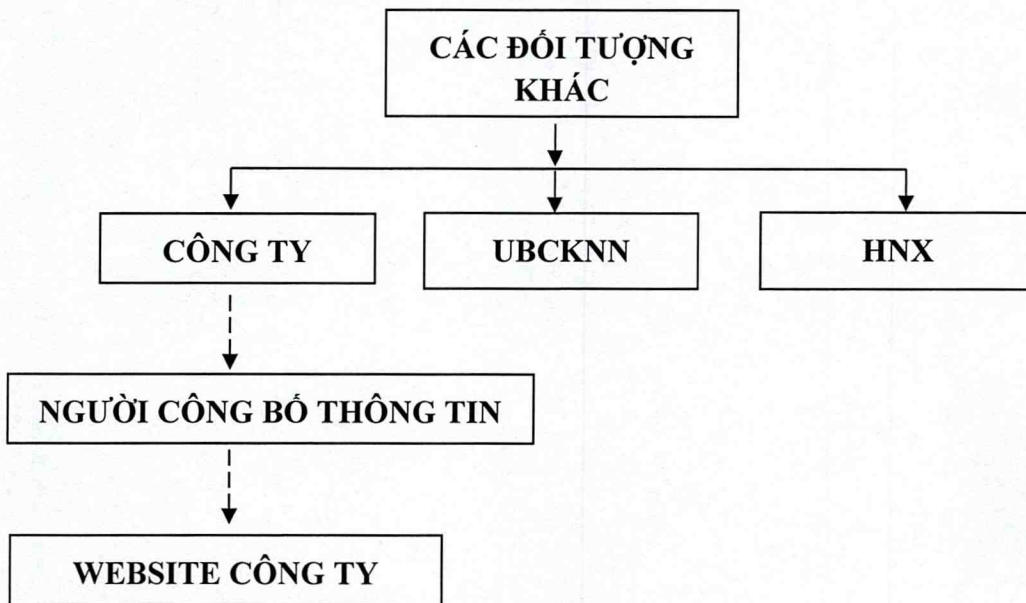 CÁC ĐỐI TƯỢNG
KHÁC
CÔNG TY
UBCKNN
HNX
NGƯỜI CÔNG BỐ THÔNG TIN
WEBSITE CÔNG TY